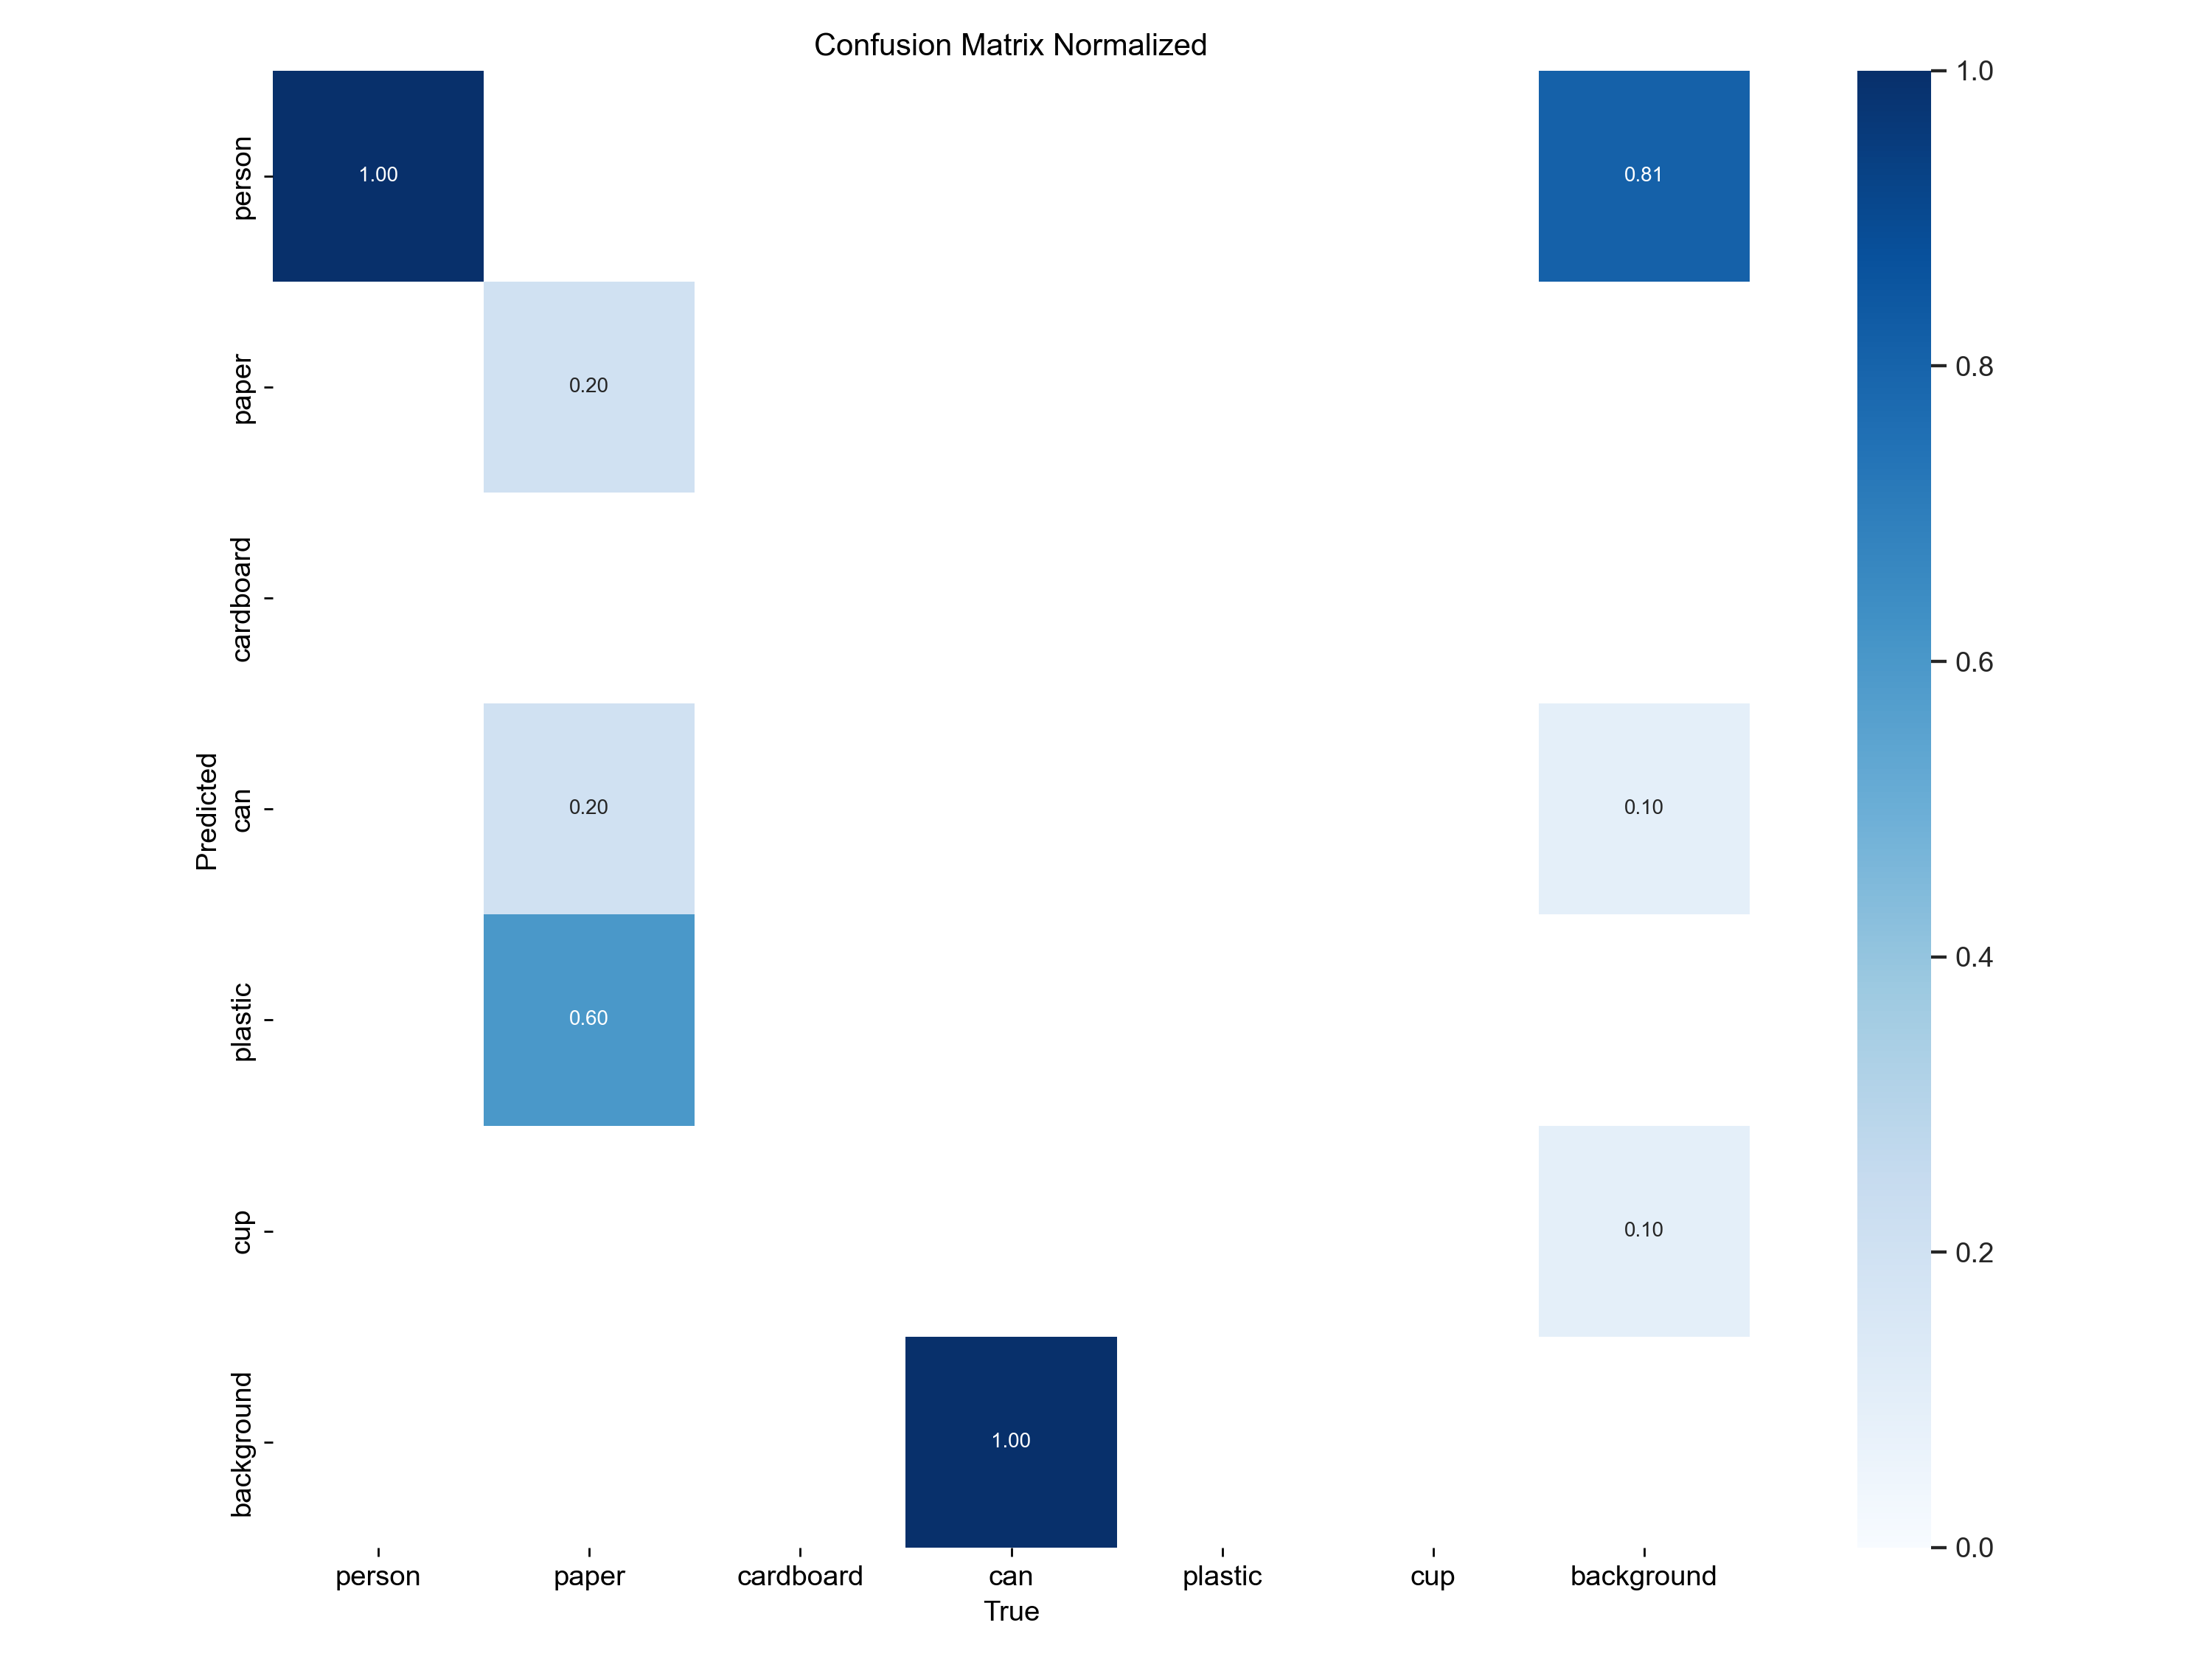 Confusion Matrix Normalized
person
1.00
0.81
paper
0.20
cardboard
can
0.20
0.10
plastic
0.60
cup
0.10
background
1.00
Predicted
person paper cardboard can plastic cup background
True
1.0
0.8
0.6
0.4
0.2
0.0